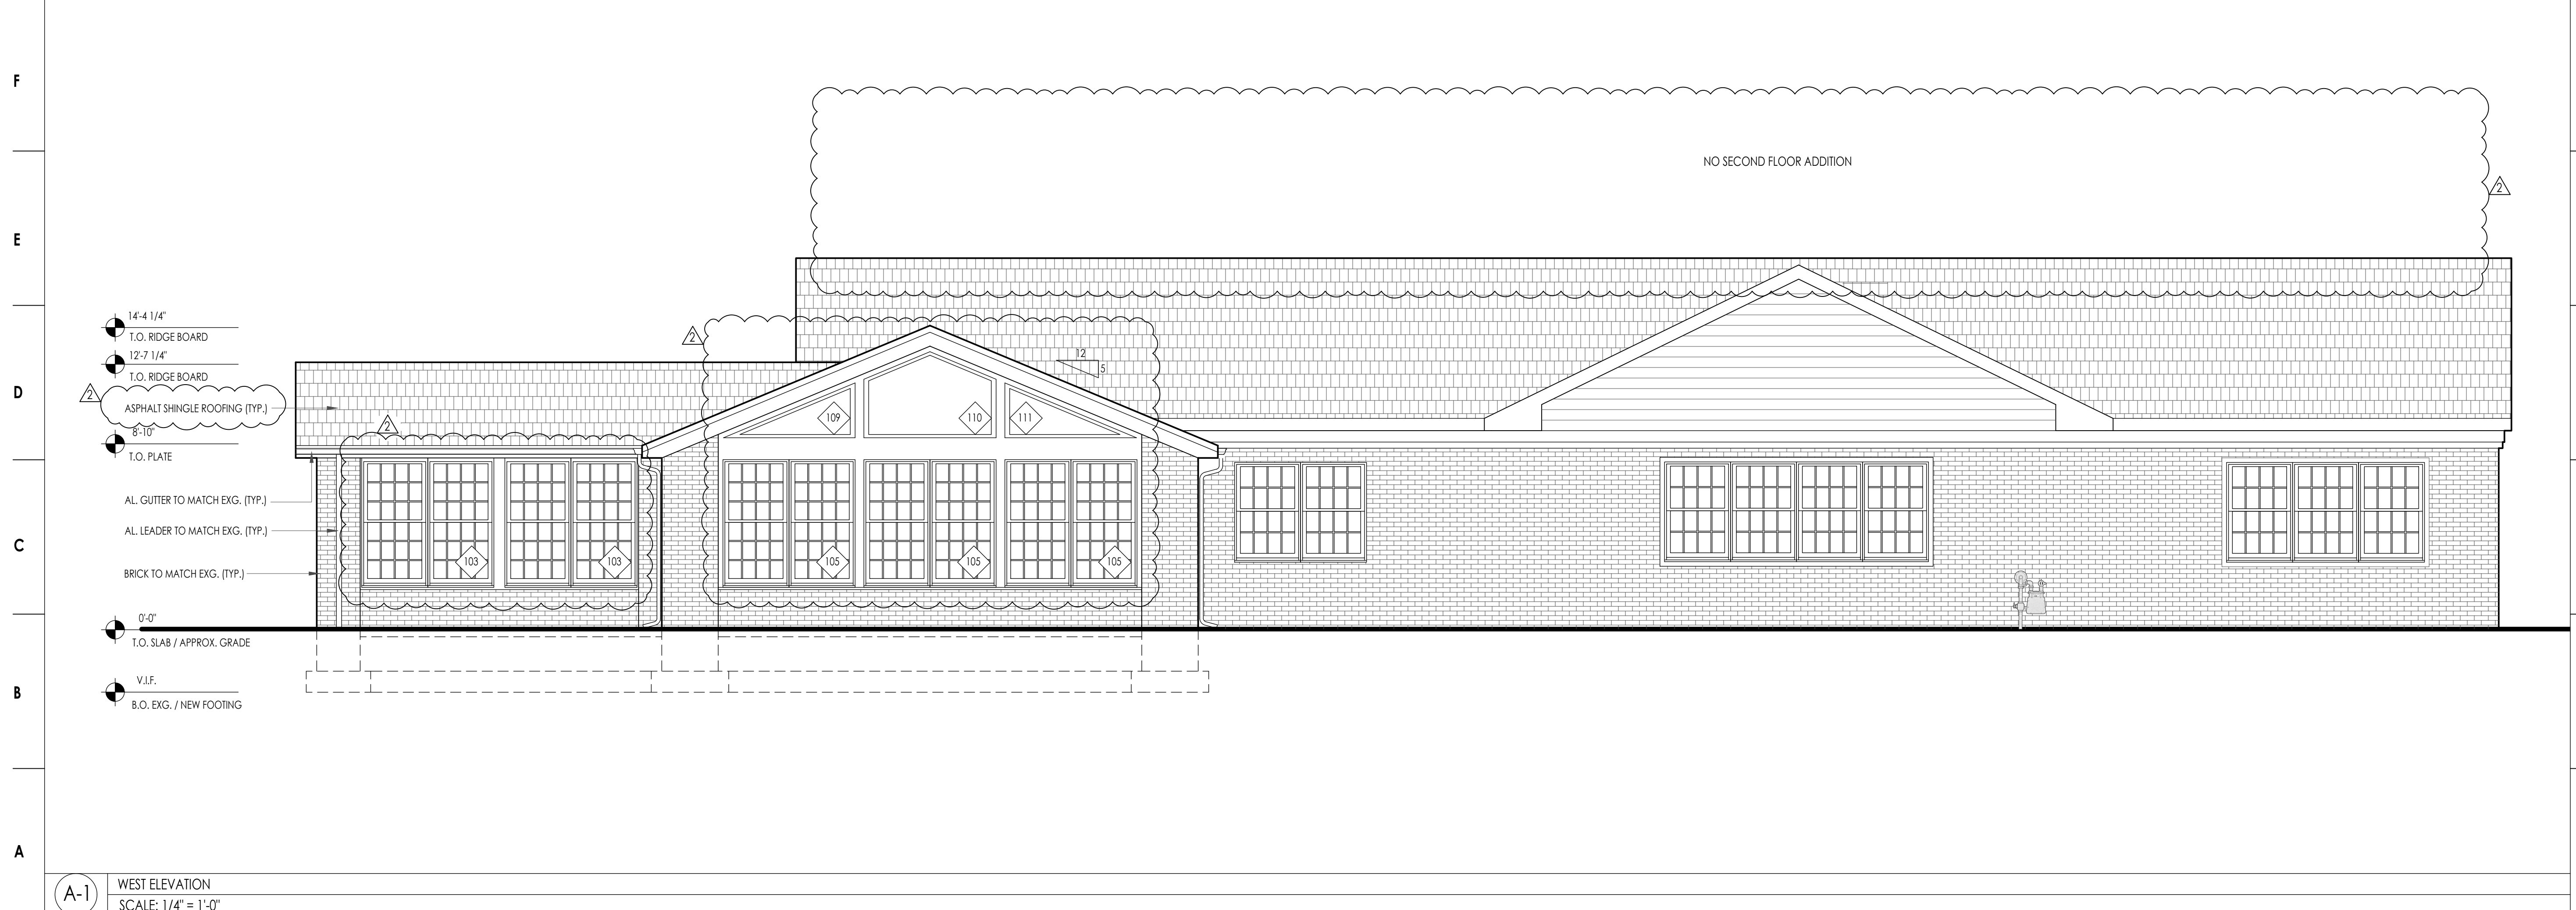 F
NO SECOND FLOOR ADDITION
2
E
14'-4 1/4"
T.O. RIDGE BOARD
2
12'-7 1/4"
T.O. RIDGE BOARD
12
5
D
2
ASPHALT SHINGLE ROOFING (TYP.)
109
110
111
2
8'-10"
T.O. PLATE
AL. GUTTER TO MATCH EXG. (TYP.)
AL. LEADER TO MATCH EXG. (TYP.)
C
103
103
105
105
105
BRICK TO MATCH EXG. (TYP.)
0'-0"
T.O. SLAB / APPROX. GRADE
B
V.I.F.
B.O. EXG. / NEW FOOTING
A
A-1
WEST ELEVATION
SCALE: 1/4" = 1'-0"